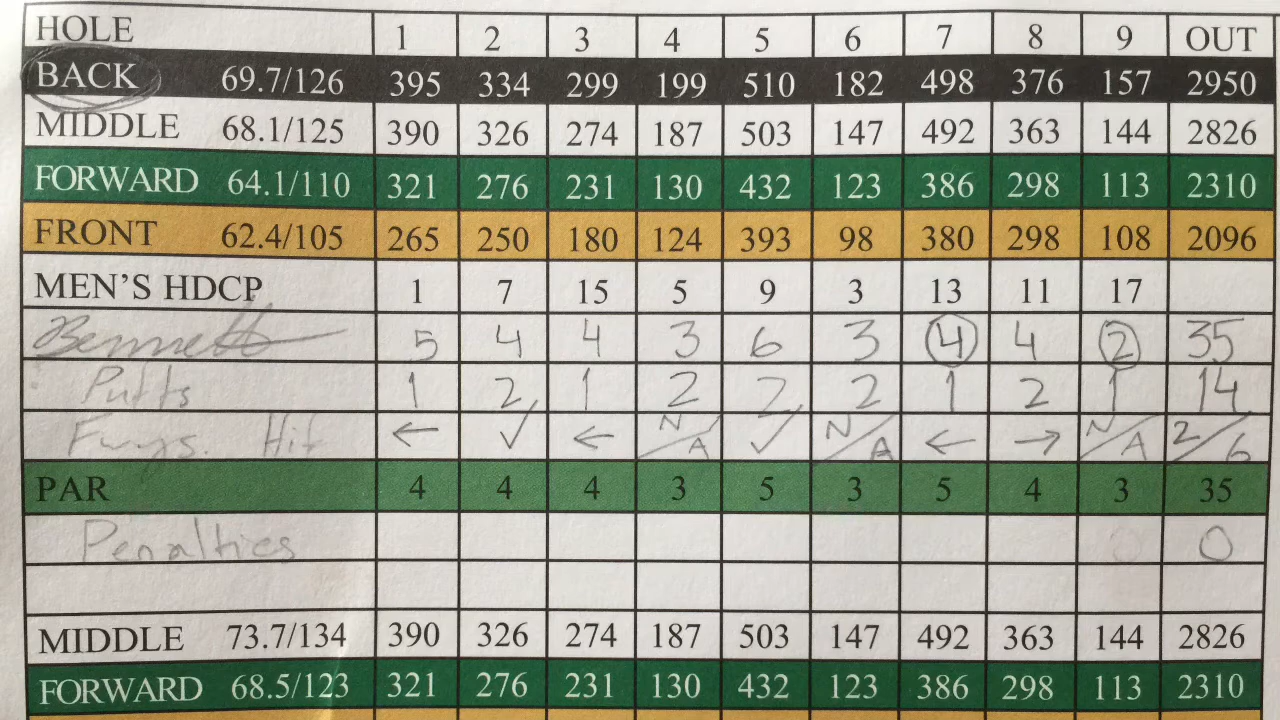 HOLE 1 2 3 4 5 6 7 8 9 OUT
BACK 69.7/126 395 334 299 199 510 182 498 376 157 2950
MIDDLE 68.1/125 390 326 274 187 503 147 492 363 144 2826
FORWARD 64.1/110 321 276 231 130 432 123 386 298 113 2310
FRONT 62.4/105 265 250 180 124 393 98 380 298 108 2096
MEN'S HDCP 1 7 15 5 9 3 13 11 17
Bennett 5 4 4 3 6 3 4 4 2 35
Putts 1 2 1 2 2 2 1 2 1 14
Fwys. Hit ← ✓ ← N/A ✓ N/A ← → N/A 2/6
PAR 4 4 4 3 5 3 5 4 3 35
Penalties 0
MIDDLE 73.7/134 390 326 274 187 503 147 492 363 144 2826
FORWARD 68.5/123 321 276 231 130 432 123 386 298 113 2310